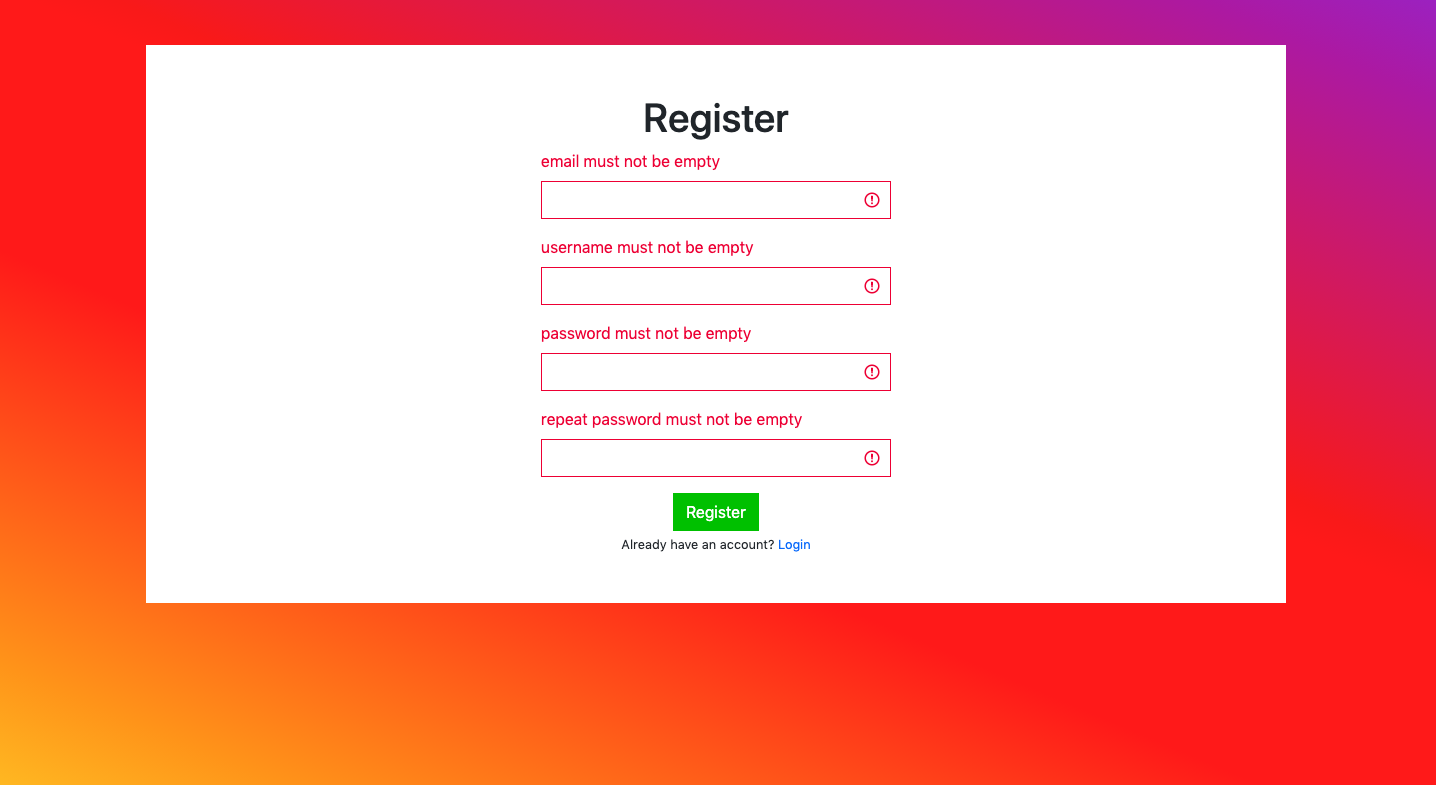 Register
email must not be empty
username must not be empty
password must not be empty
repeat password must not be empty
Register
Already have an account? Login